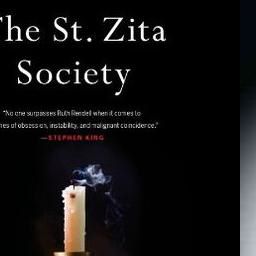 The St. Zita
Society
"No one surpasses Ruth Rendell when it comes to
mes of obsession, instability, and malignant coincidence."
—STEPHEN KING